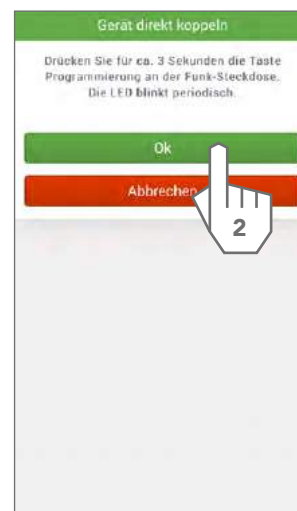 Gerät direkt koppeln
Drücken Sie für ca. 3 Sekunden die Taste
Programmierung an der Funk-Steckdose.
Die LED blinkt periodisch.
Ok
Abbrechen
2